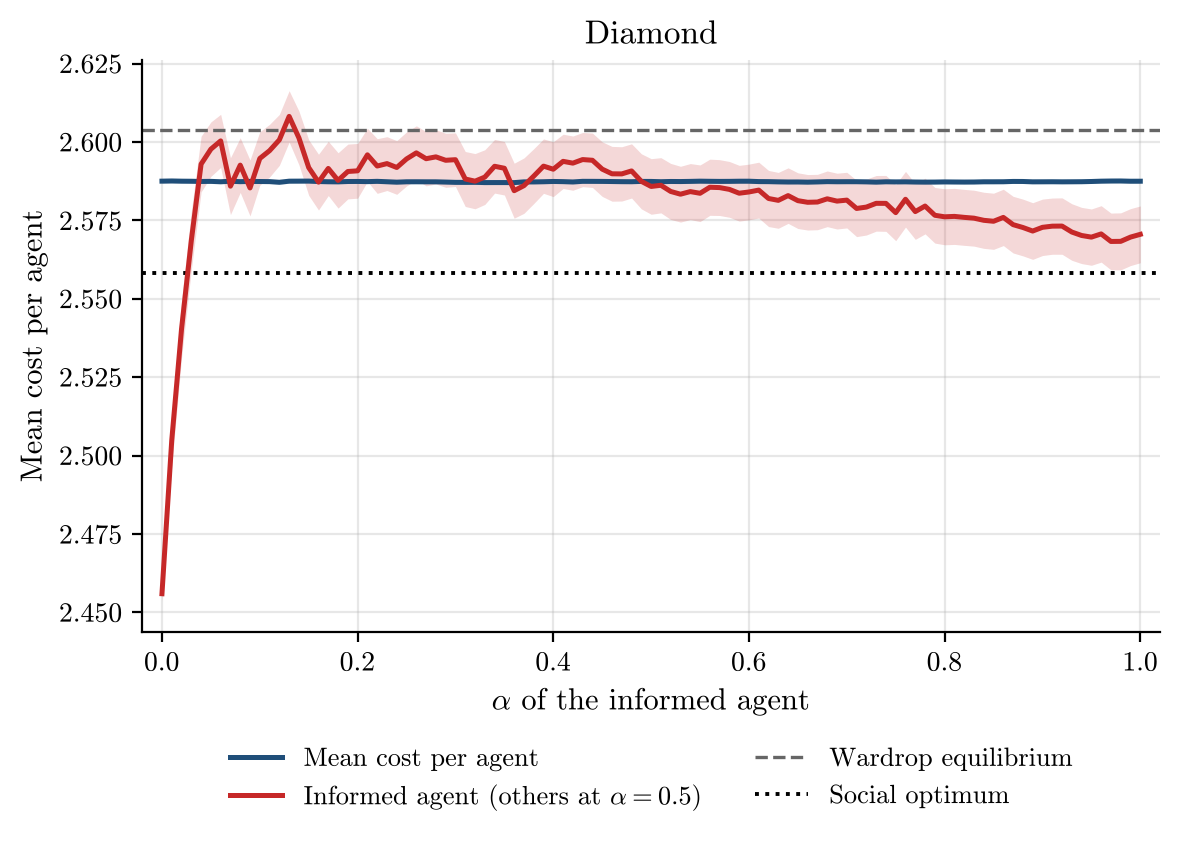 Diamond
2.625
2.600
2.575
2.550
2.525
2.500
2.475
2.450
Mean cost per agent
0.0 0.2 0.4 0.6 0.8 1.0
α of the informed agent
Mean cost per agent
Informed agent (others at α = 0.5)
Wardrop equilibrium
Social optimum